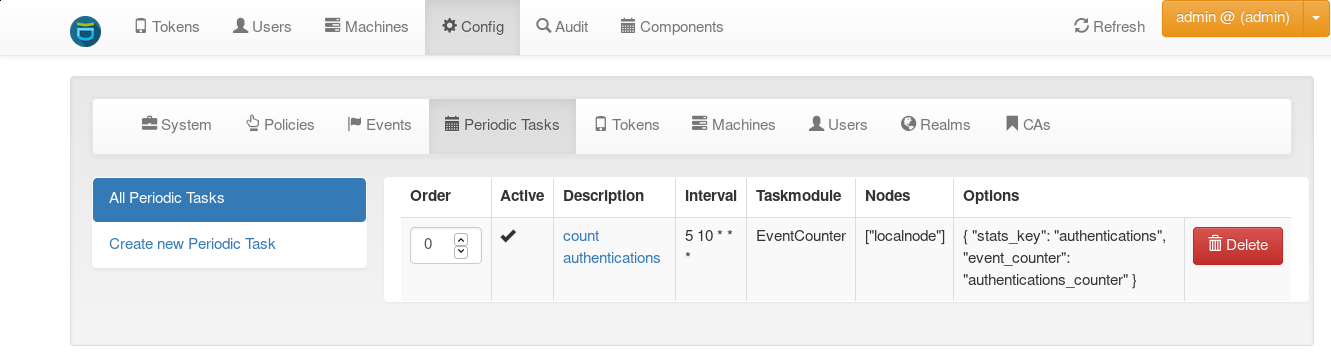 Tokens Users Machines Config Audit Components Refresh admin @ (admin)
System Policies Events Periodic Tasks Tokens Machines Users Realms CAs
All Periodic Tasks
Create new Periodic Task
Order Active Description Interval Taskmodule Nodes Options
0 count 5 10 * * EventCounter ["localnode"] { "stats_key": "authentications", Delete
authentications * "event_counter":
"authentications_counter" }